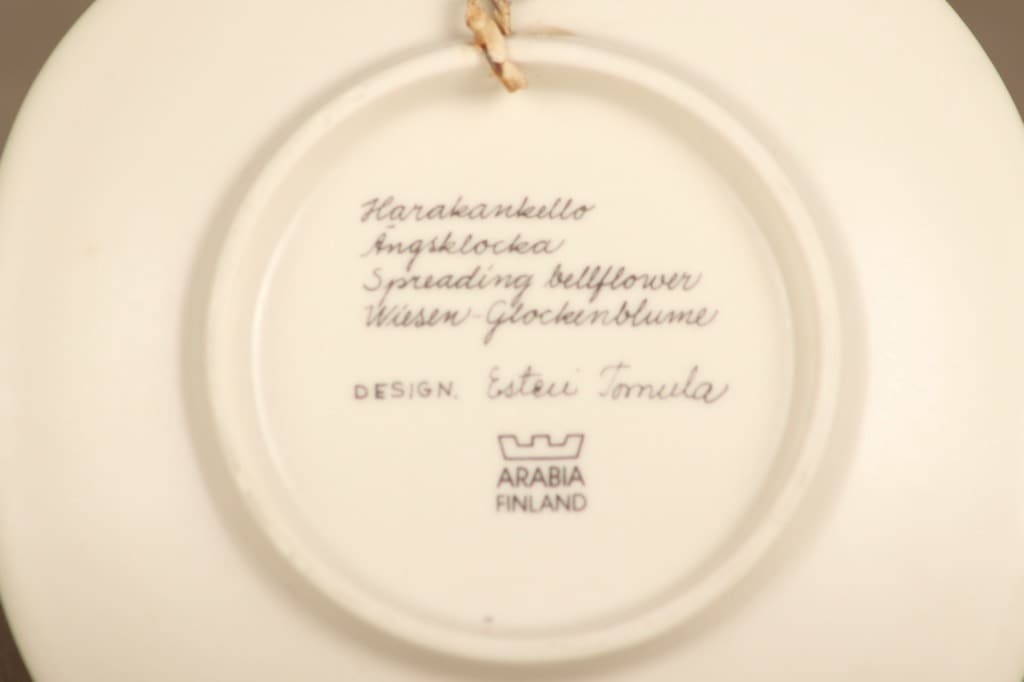 Harakankello
Ängsklocka
Spreading bellflower
Wiesen-Glockenblume
DESIGN. Esteri Tomula
ARABIA
FINLAND